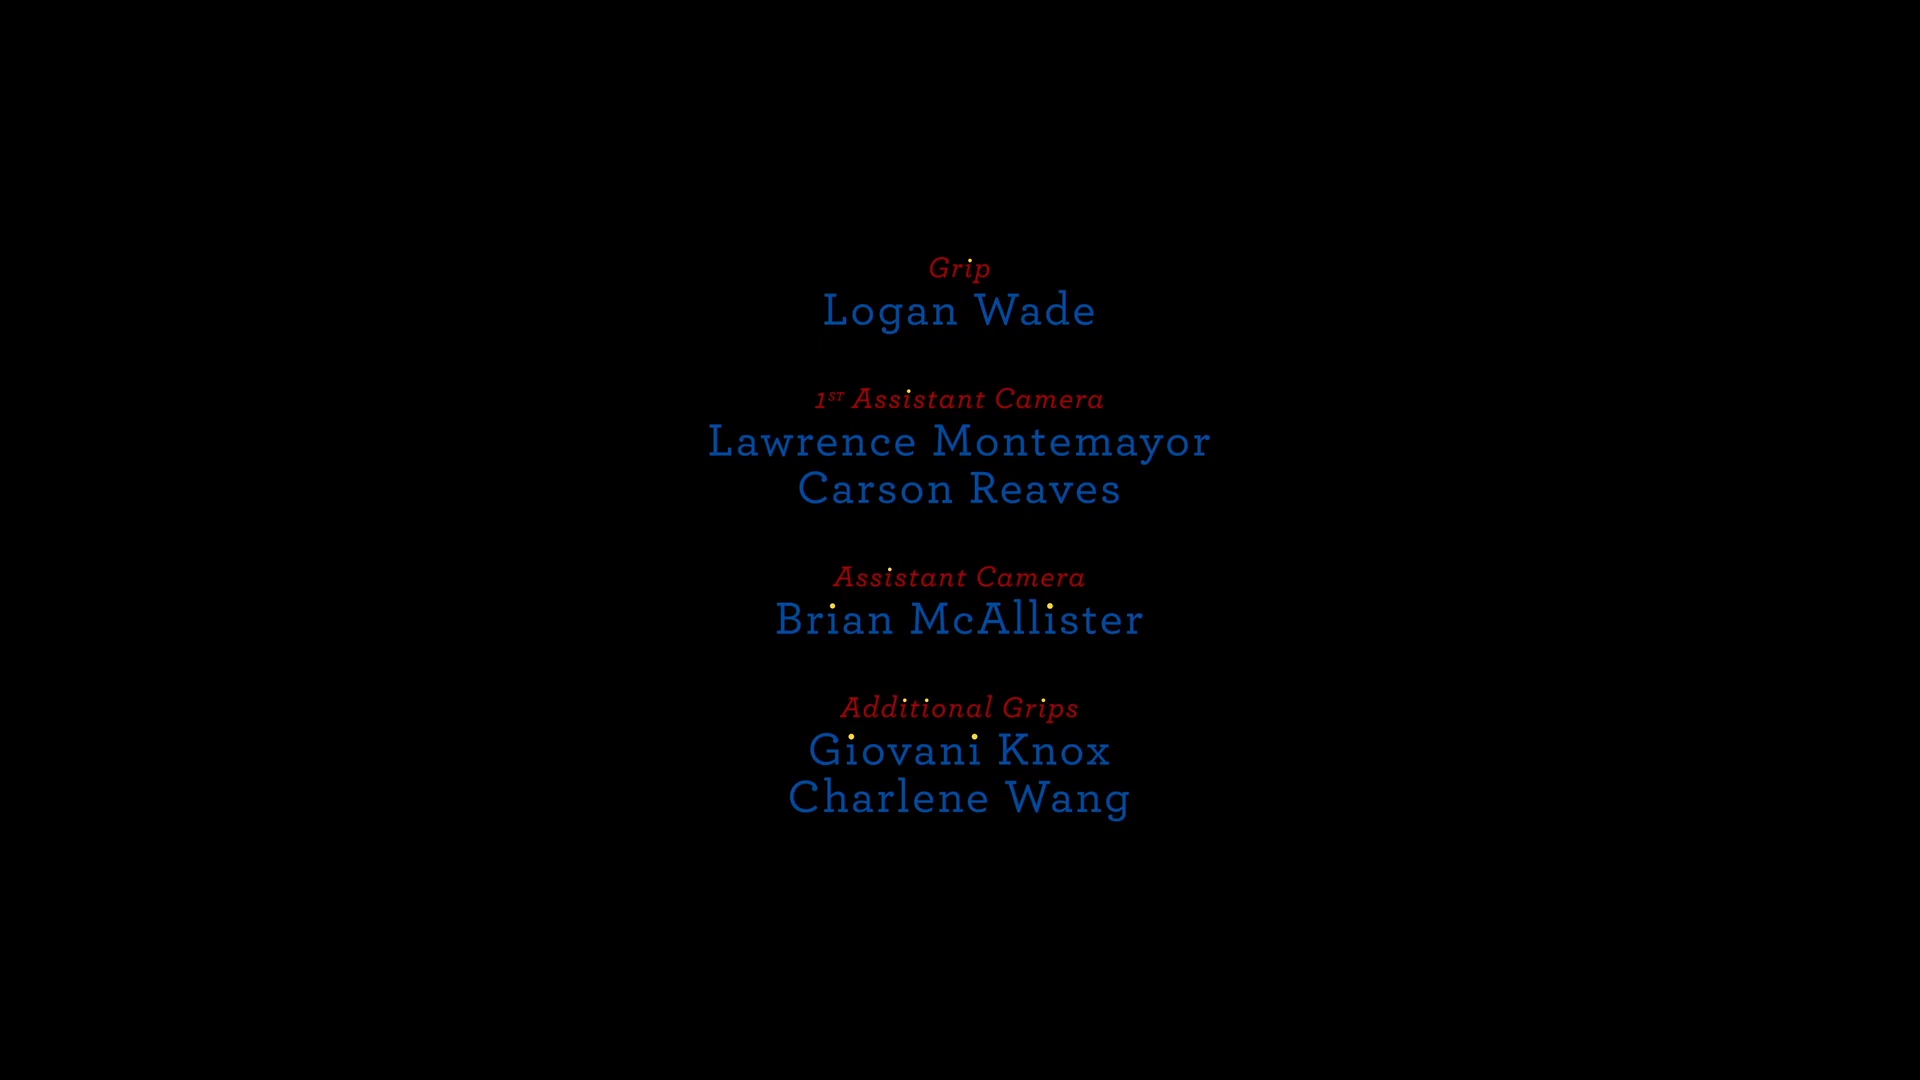 Grip
Logan Wade
1ST Assistant Camera
Lawrence Montemayor
Carson Reaves
Assistant Camera
Brian McAllister
Additional Grips
Giovani Knox
Charlene Wang